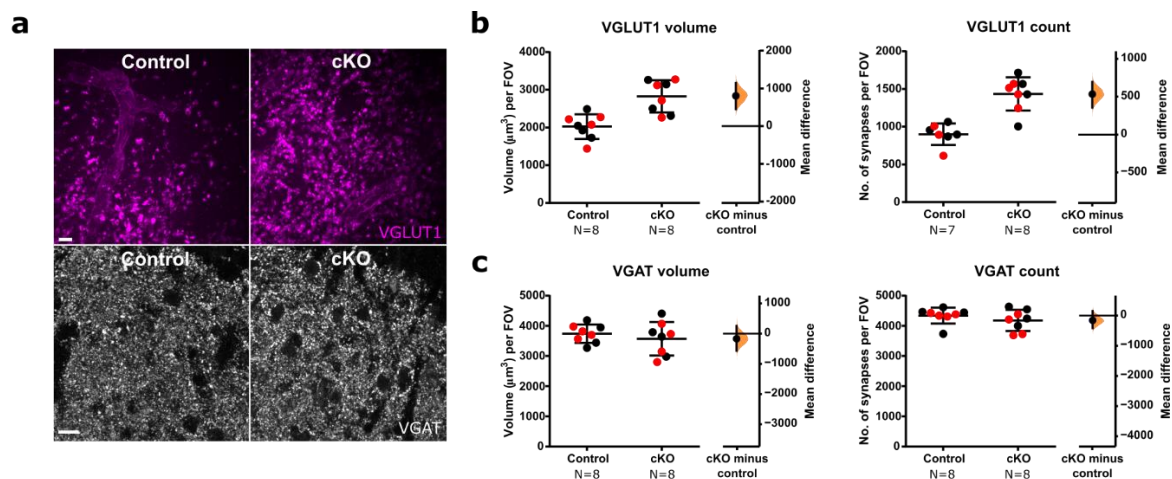 a
Control
cKO
VGLUT1
Control
cKO
VGAT
b
VGLUT1 volume
Volume (μm³) per FOV
4000
3000
2000
1000
0
Control
N=8
cKO
N=8
cKO minus
control
2000
1000
0
−1000
−2000
Mean difference
VGLUT1 count
No. of synapses per FOV
2000
1500
1000
500
0
Control
N=7
cKO
N=8
cKO minus
control
1000
500
0
−500
Mean difference
c
VGAT volume
Volume (μm³) per FOV
5000
4000
3000
2000
1000
0
Control
N=8
cKO
N=8
cKO minus
control
1000
0
−1000
−2000
−3000
Mean difference
VGAT count
No. of synapses per FOV
5000
4000
3000
2000
1000
0
Control
N=8
cKO
N=8
cKO minus
control
0
−1000
−2000
−3000
−4000
Mean difference